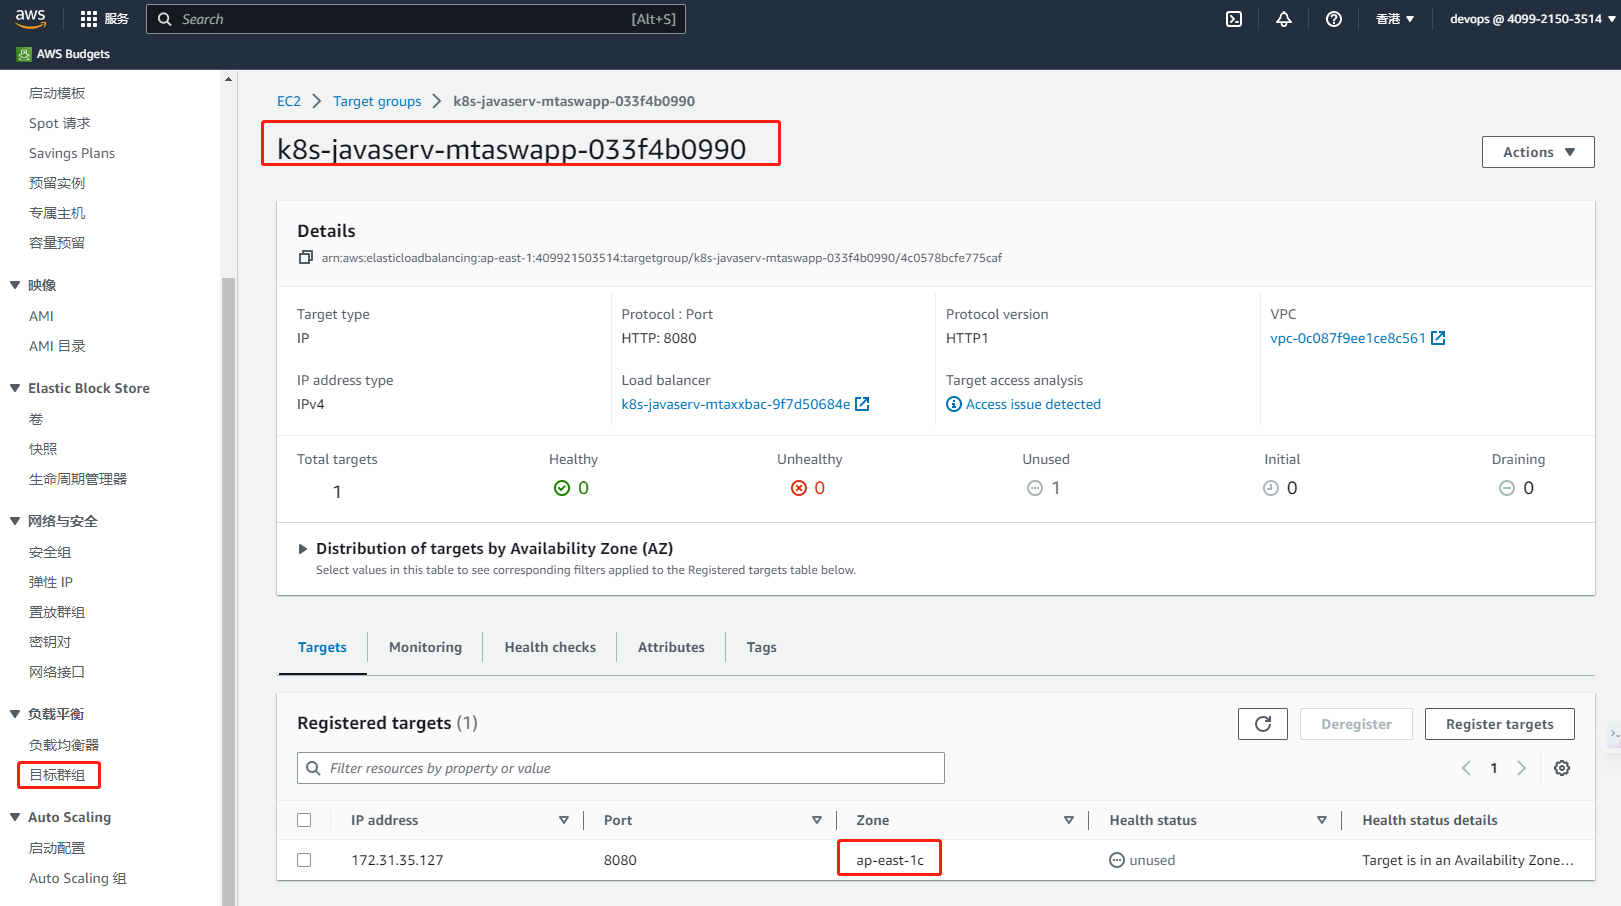 aws
服务
Search
[Alt+S]
香港
devops @ 4099-2150-3514
AWS Budgets
启动模板
Spot 请求
Savings Plans
预留实例
专属主机
容量预留
映像
AMI
AMI 目录
Elastic Block Store
卷
快照
生命周期管理器
网络与安全
安全组
弹性 IP
置放群组
密钥对
网络接口
负载平衡
负载均衡器
目标群组
Auto Scaling
启动配置
Auto Scaling 组
EC2 > Target groups > k8s-javaserv-mtaswapp-033f4b0990
k8s-javaserv-mtaswapp-033f4b0990
Actions
Details
arn:aws:elasticloadbalancing:ap-east-1:409921503514:targetgroup/k8s-javaserv-mtaswapp-033f4b0990/4c0578bcfe775caf
Target type
IP
Protocol : Port
HTTP: 8080
Protocol version
HTTP1
VPC
vpc-0c087f9ee1ce8c561
IP address type
IPv4
Load balancer
k8s-javaserv-mtaxxbac-9f7d50684e
Target access analysis
Access issue detected
Total targets
1
Healthy
0
Unhealthy
0
Unused
1
Initial
0
Draining
0
Distribution of targets by Availability Zone (AZ)
Select values in this table to see corresponding filters applied to the Registered targets table below.
Targets
Monitoring
Health checks
Attributes
Tags
Registered targets (1)
Deregister
Register targets
Filter resources by property or value
1
IP address
Port
Zone
Health status
Health status details
172.31.35.127
8080
ap-east-1c
unused
Target is in an Availability Zone...